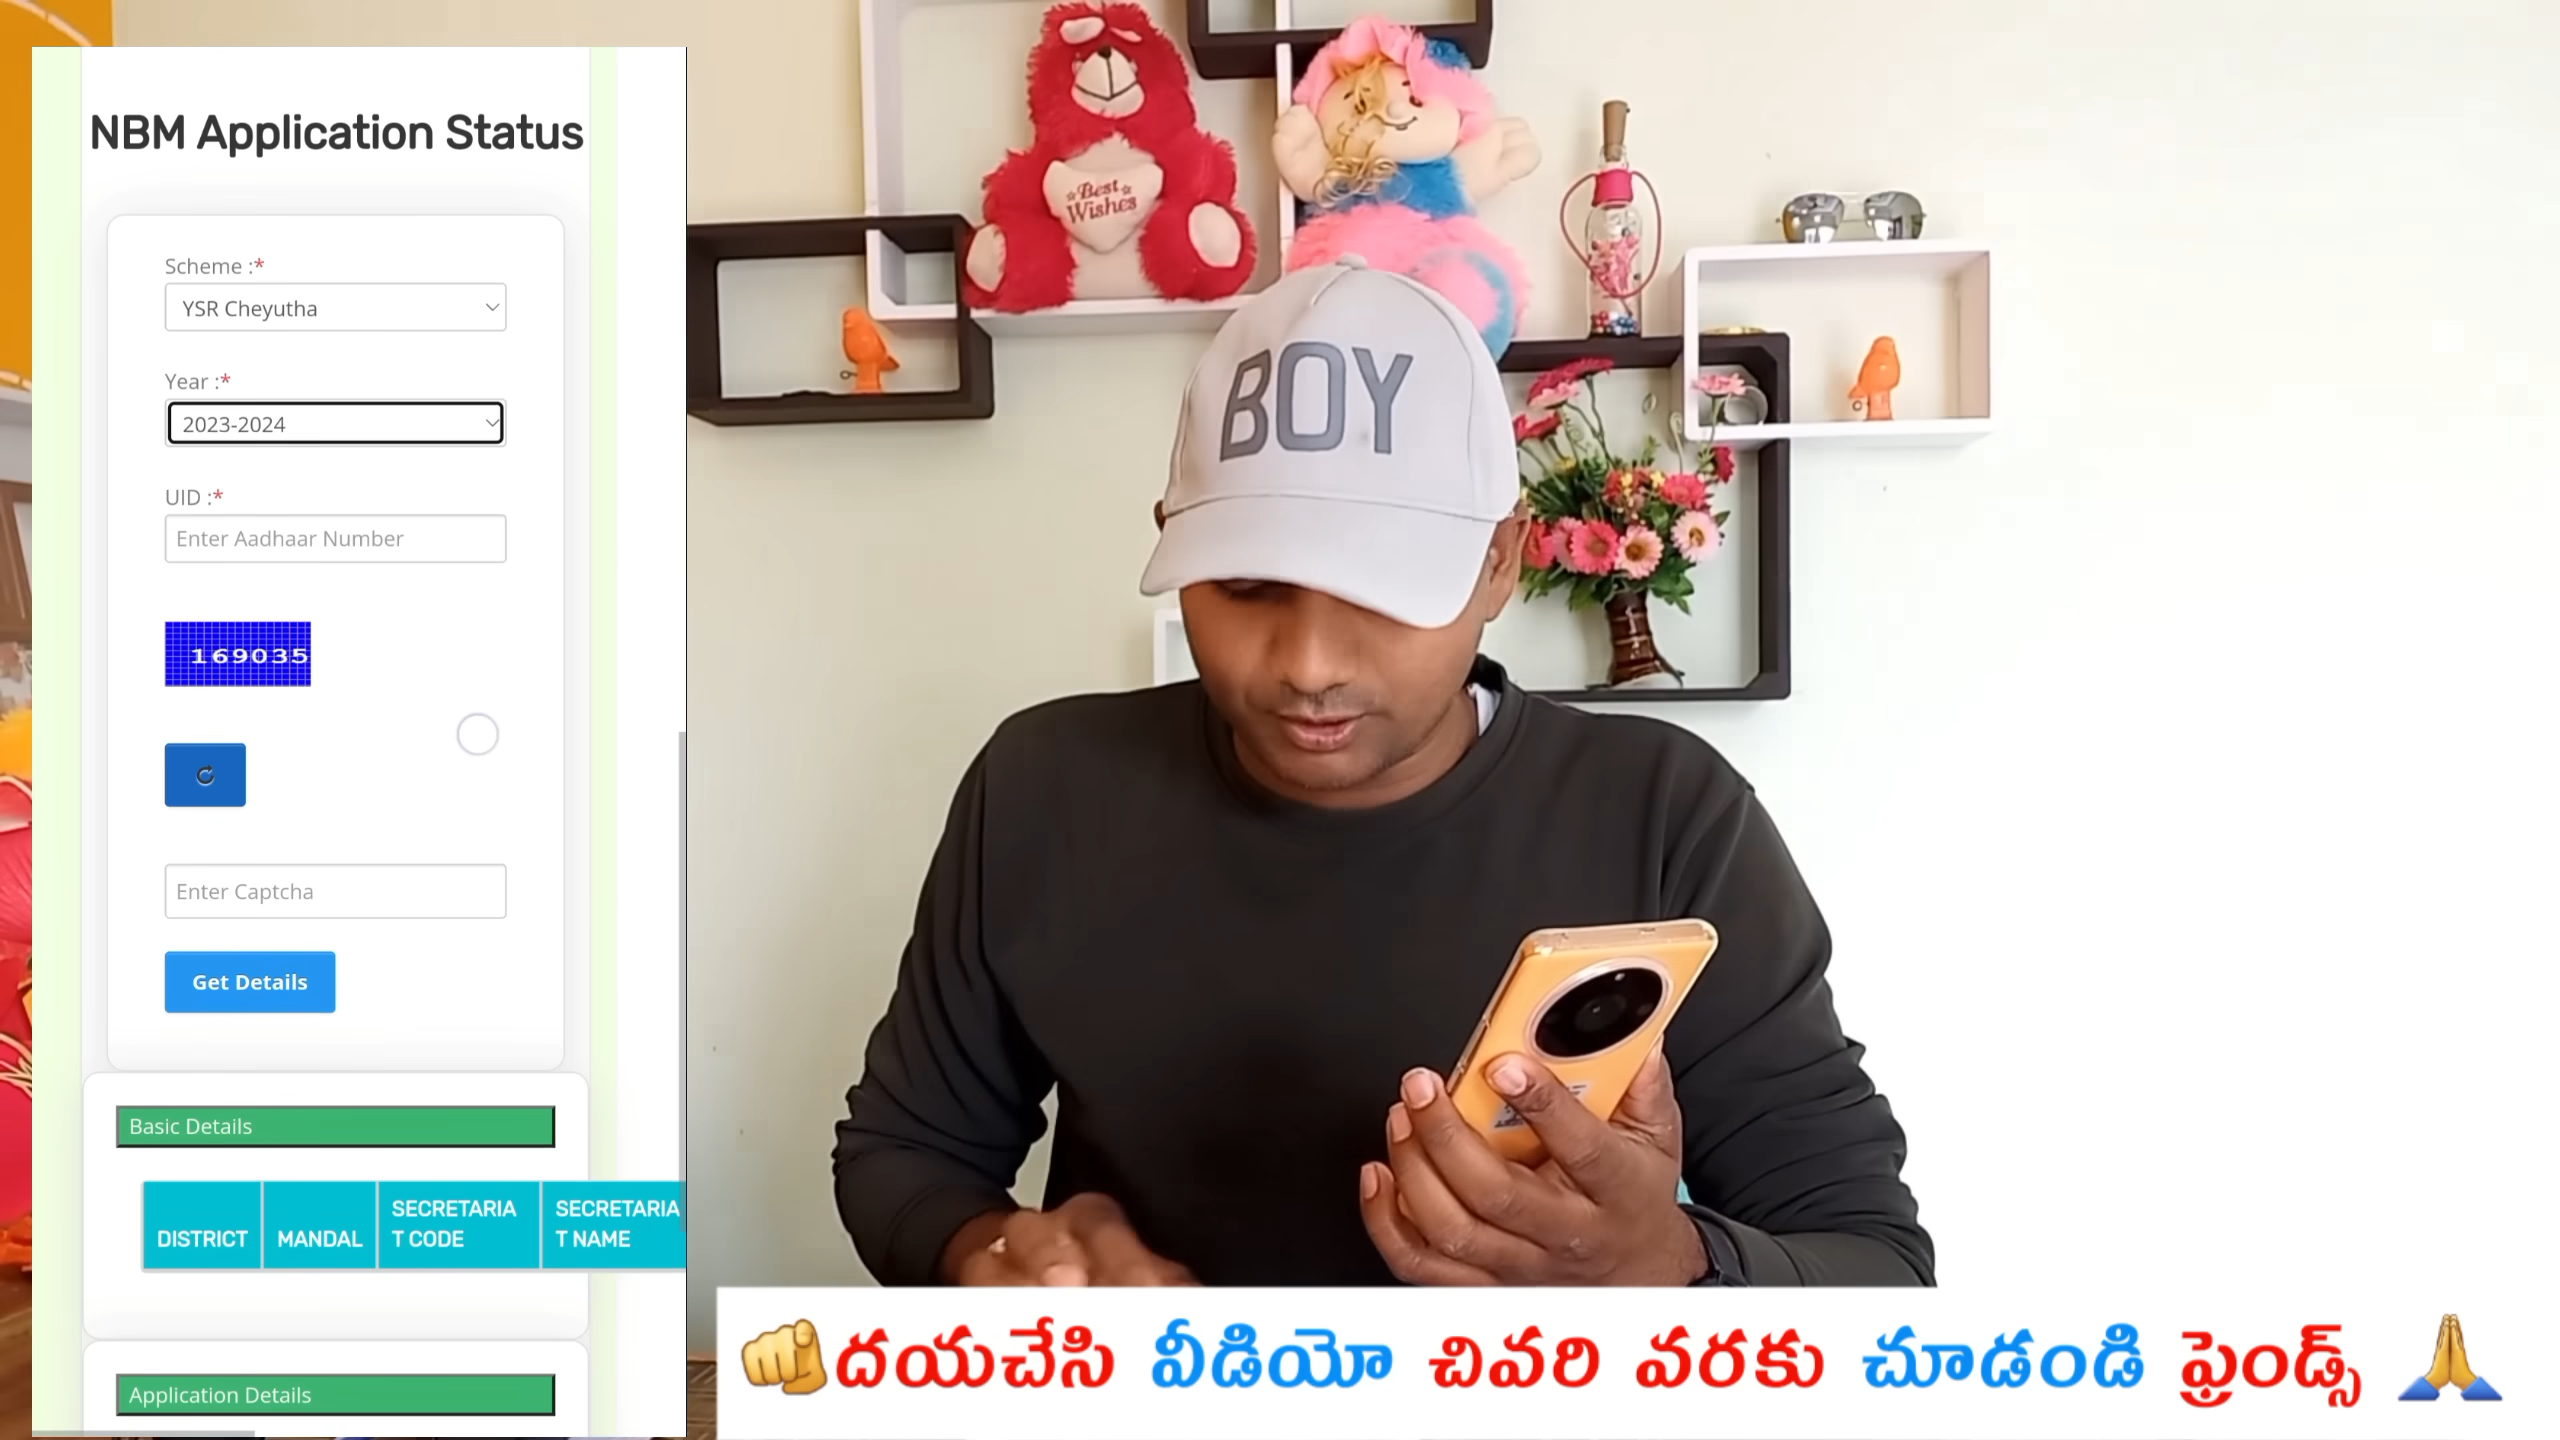 NBM Application Status
Scheme :*
YSR Cheyutha
Year :*
2023-2024
UID :*
Enter Aadhaar Number
169035
Enter Captcha
Get Details
Basic Details
DISTRICT
MANDAL
SECRETARIA
T CODE
SECRETARIA
T NAME
Application Details
Best
Wishes
BOY
దయచేసి వీడియో చివరి వరకు చూడండి ఫ్రెండ్స్